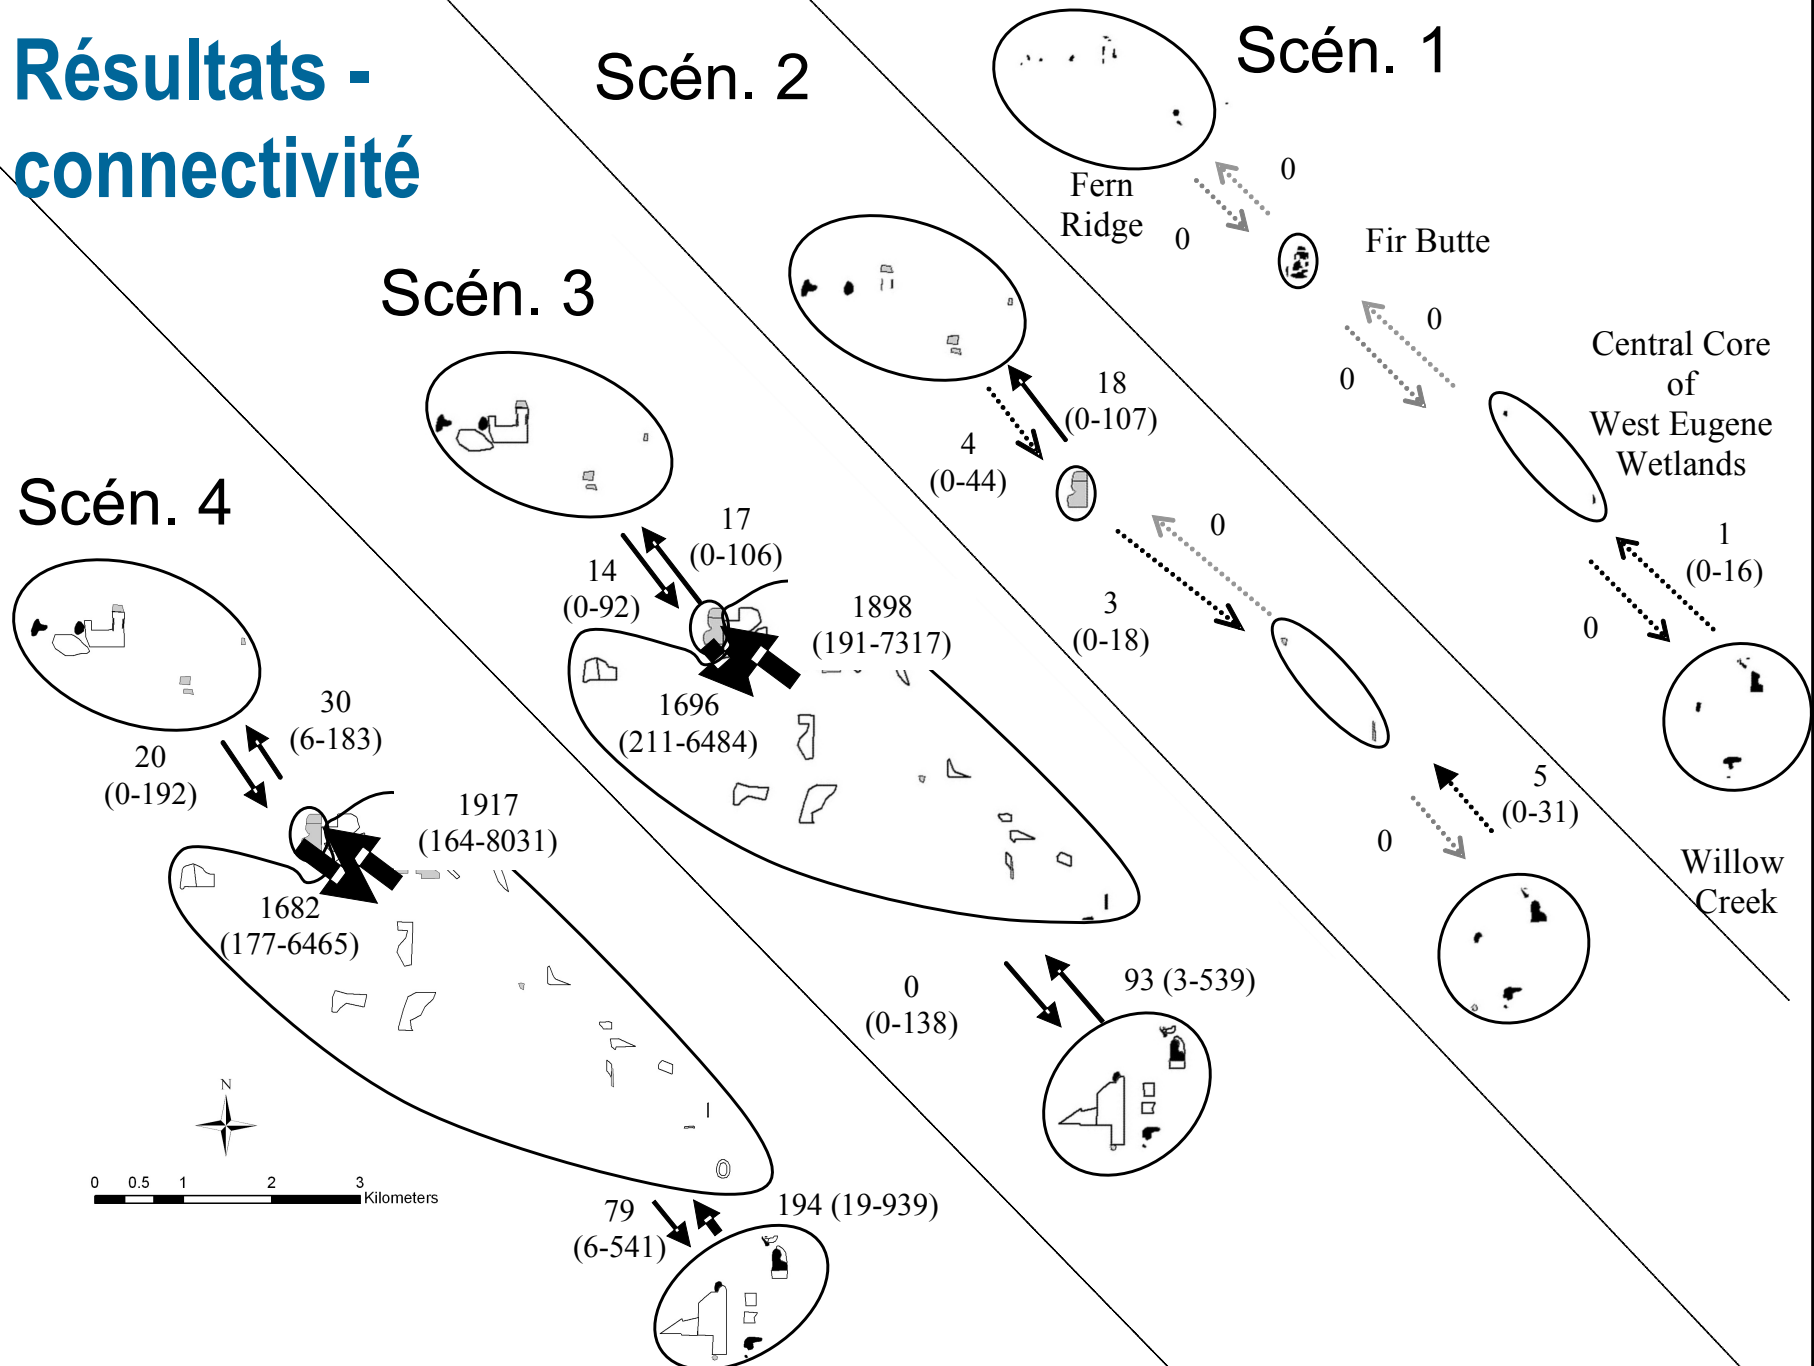 Résultats -
connectivité
Scén. 1
Fern
Ridge
0
0
Fir Butte
0
0
Central Core
of
West Eugene
Wetlands
1
(0-16)
0
Willow
Creek
Scén. 2
18
(0-107)
4
(0-44)
0
3
(0-18)
5
(0-31)
0
Scén. 3
17
(0-106)
14
(0-92)
1898
(191-7317)
1696
(211-6484)
0
(0-138)
93 (3-539)
Scén. 4
30
(6-183)
20
(0-192)
1917
(164-8031)
1682
(177-6465)
79
(6-541)
194 (19-939)
N
0 0.5 1 2 3
Kilometers